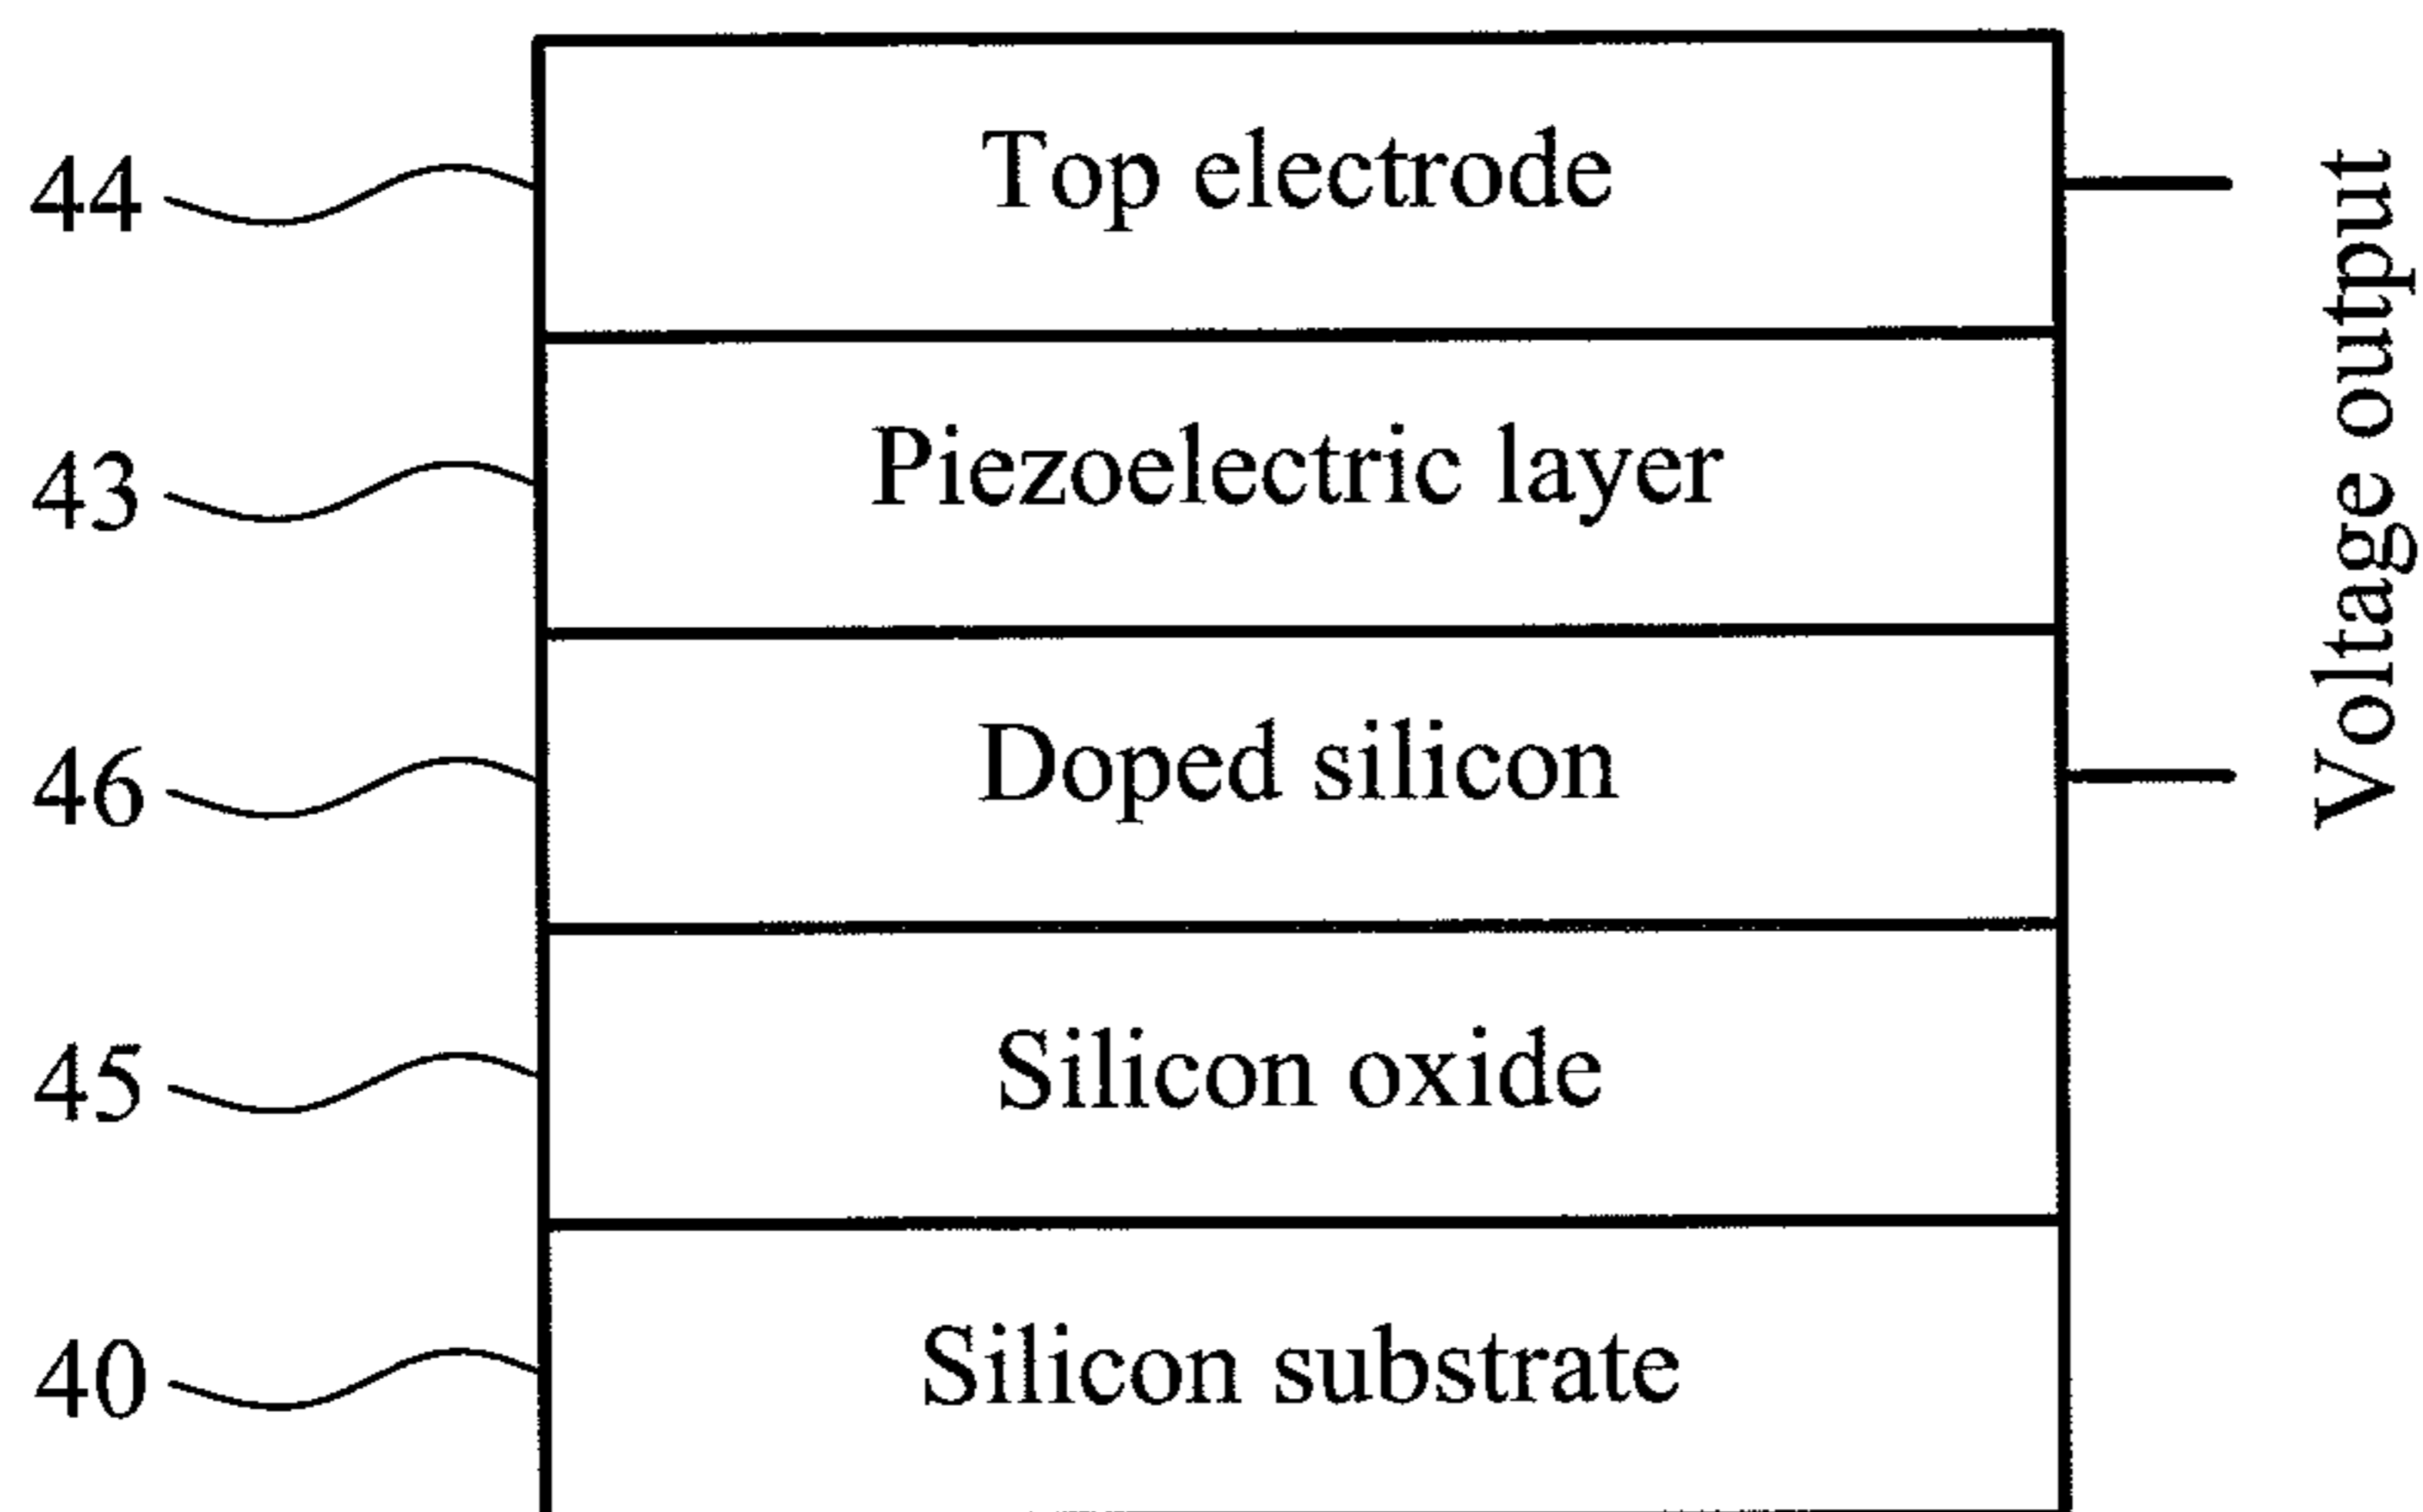 44 Top electrode
43 Piezoelectric layer
46 Doped silicon
45 Silicon oxide
40 Silicon substrate
Voltage output